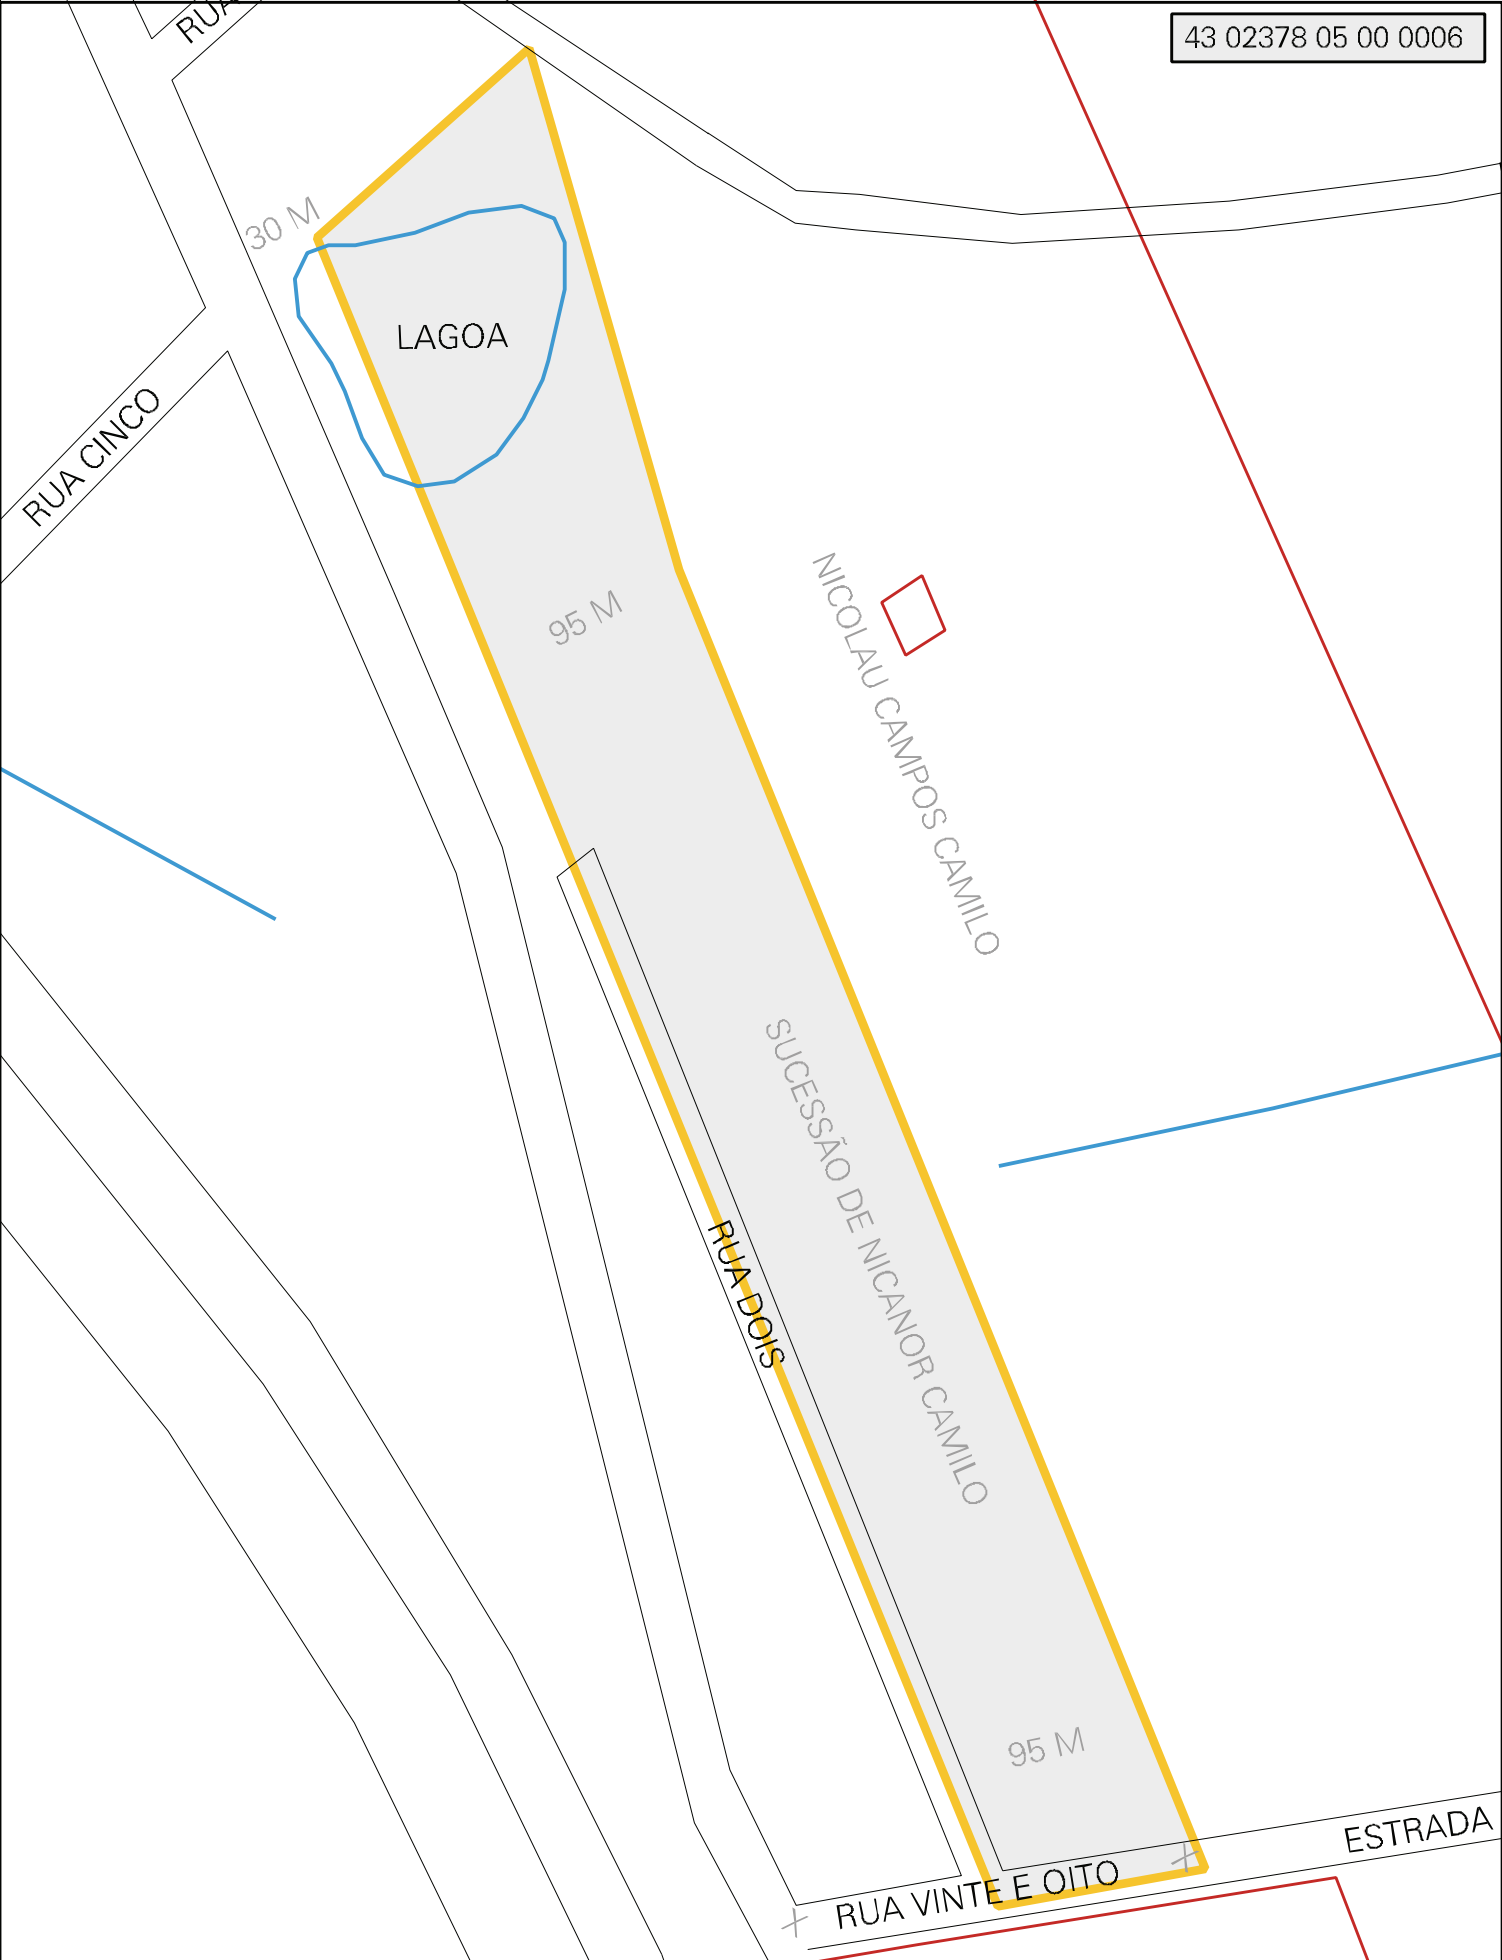 RUA
43 02378 05 00 0006
30 M
LAGOA
RUA CINCO
95 M
NICOLAU CAMPOS CAMILO
SUCESSÃO DE NICANOR CAMILO
RUA DOIS
95 M
ESTRADA
RUA VINTE E OITO